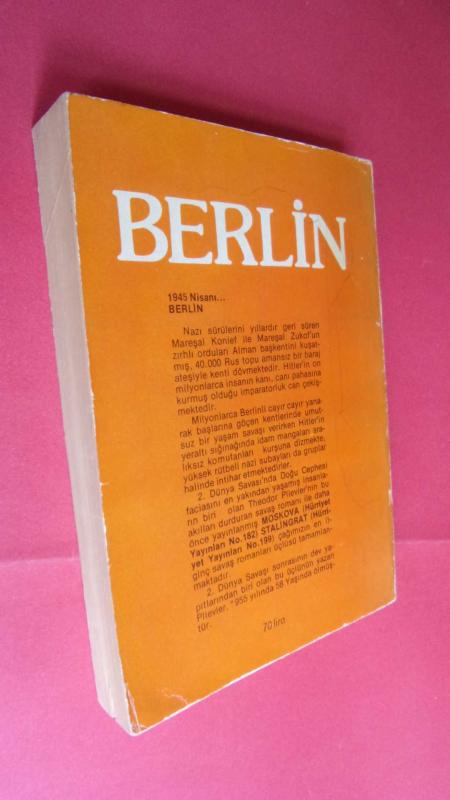 BERLİN
1945 Nisanı...
BERLİN
Nazı sürülerini yıllardır geri süren
Mareşal Konief ile Mareşal Zukof'un
zırhlı orduları Alman başkentini kuşat-
mış, 40.000 Rus topu amansız bir baraj
ateşiyle kenti dövmektedir. Hitler'in on
milyonlarca insanın kanı, canı pahasına
kurmuş olduğu imparatorluk can çekiş-
mektedir.
Milyonlarca Berlinli cayır cayır yana-
rak başlarına göçen kentlerinde umut-
suz bir yaşam savaşı verirken Hitler'in
yeraltı sığınağında idam mangaları ara-
lıksız komutanları kurşuna dizmekte,
yüksek rütbeli nazi subayları da gruplar
halinde intihar etmektedirler.
2. Dünya Savaşı'nda Doğu Cephesi
faciasını en yakından yaşamış insanla-
rın biri olan Theodor Plievler'nin bu
akılları durduran savaş romanı ile daha
önce yayınlanmış MOSKOVA (Hürriyet
Yayınları No.182) STALİNGRAT (Hürri-
yet Yayınları No.199) çağımızın en il-
ginç savaş romanları üçlüsü tamamlan-
maktadır.
2. Dünya Savaşı sonrasının dev ya-
pıtlarından biri olan bu üçlünün yazarı
Plievler, 1955 yılında 58 Yaşında ölmüş-
tür.
70 lira